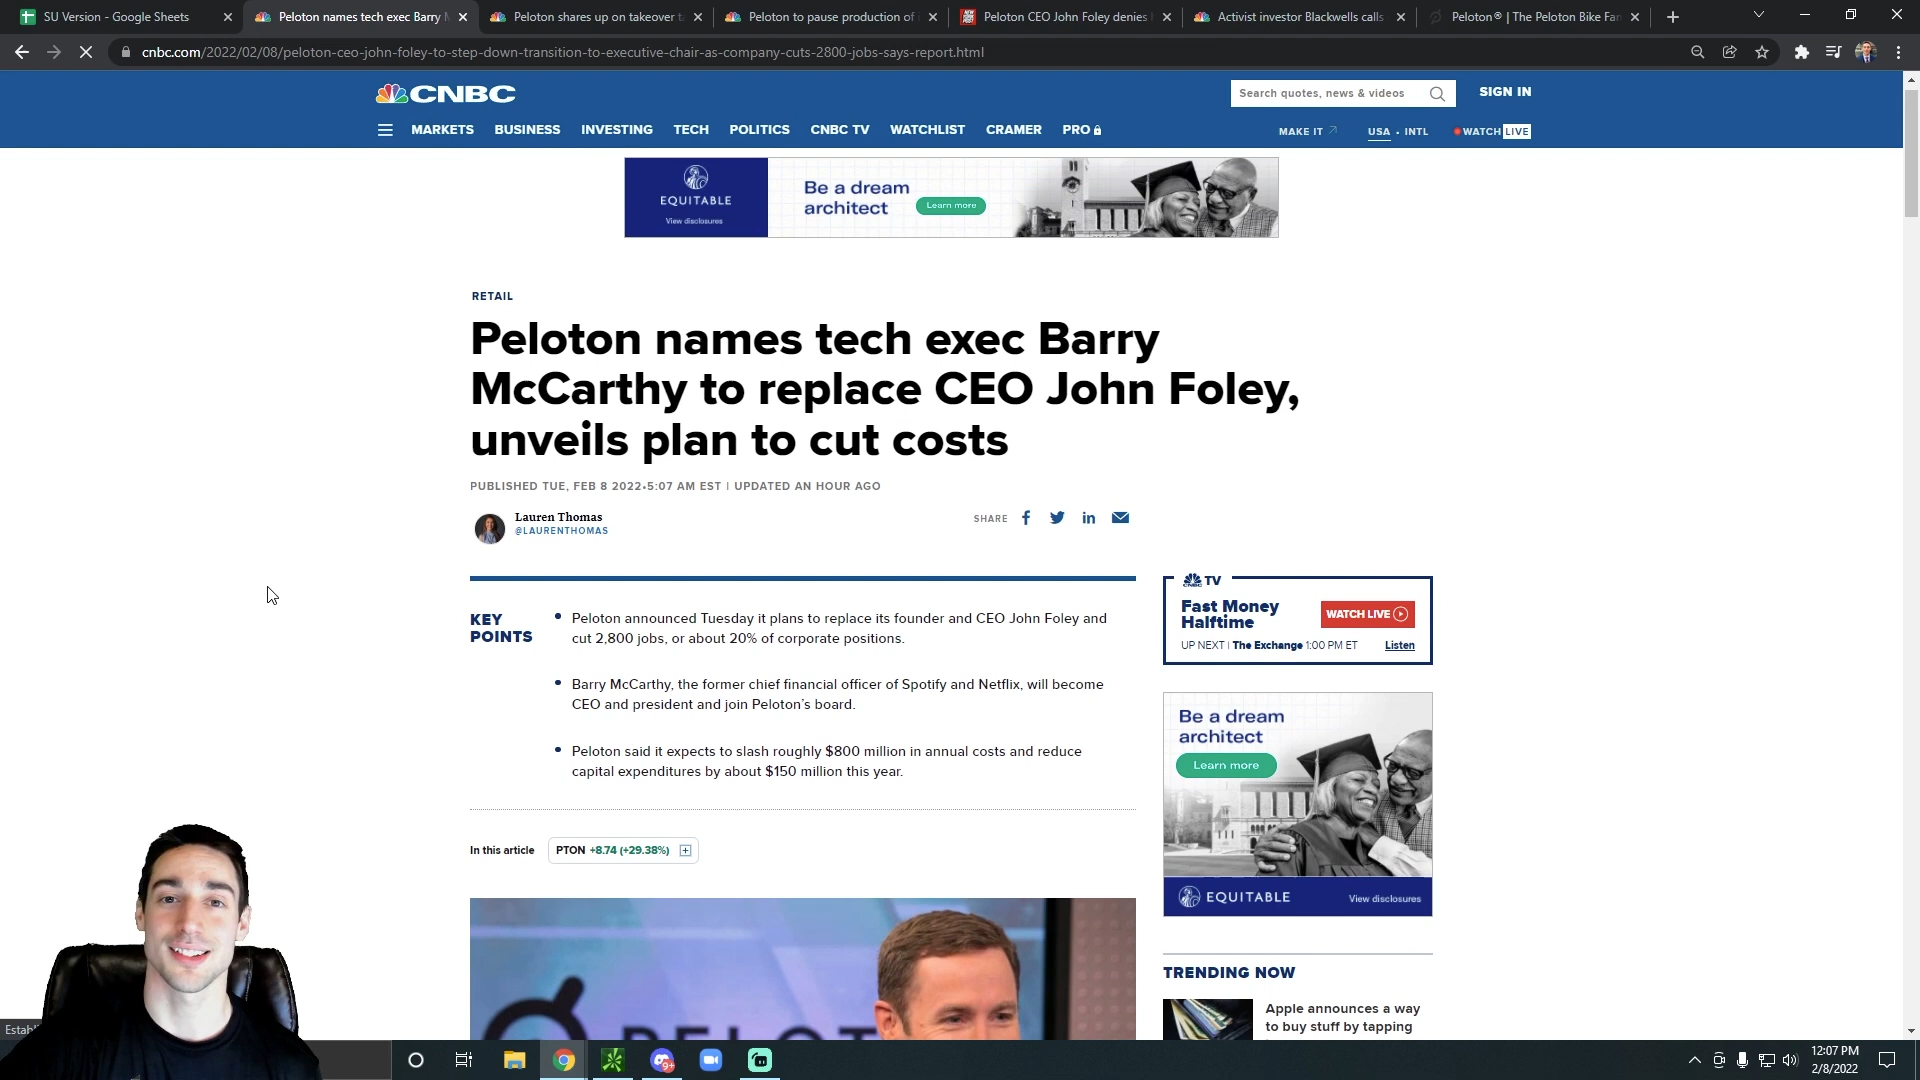 SU Version - Google Sheets
Peloton names tech exec Barry
Peloton shares up on takeover t
Peloton to pause production of
Peloton CEO John Foley denies
Activist investor Blackwells calls
Peloton® | The Peloton Bike Fan
cnbc.com/2022/02/08/peloton-ceo-john-foley-to-step-down-transition-to-executive-chair-as-company-cuts-2800-jobs-says-report.html
CNBC
Search quotes, news & videos
SIGN IN
MARKETS BUSINESS INVESTING TECH POLITICS CNBC TV WATCHLIST CRAMER PRO
MAKE IT USA • INTL WATCH LIVE
EQUITABLE
View disclosures
Be a dream
architect
Learn more
RETAIL
Peloton names tech exec Barry
McCarthy to replace CEO John Foley,
unveils plan to cut costs
PUBLISHED TUE, FEB 8 2022•5:07 AM EST | UPDATED AN HOUR AGO
Lauren Thomas
@LAURENTHOMAS
SHARE
KEY
POINTS
Peloton announced Tuesday it plans to replace its founder and CEO John Foley and
cut 2,800 jobs, or about 20% of corporate positions.
Barry McCarthy, the former chief financial officer of Spotify and Netflix, will become
CEO and president and join Peloton's board.
Peloton said it expects to slash roughly $800 million in annual costs and reduce
capital expenditures by about $150 million this year.
In this article
PTON +8.74 (+29.38%)
PELOT
CNBC TV
Fast Money
Halftime
WATCH LIVE
UP NEXT | The Exchange 1:00 PM ET
Listen
Be a dream
architect
Learn more
EQUITABLE
View disclosures
TRENDING NOW
Apple announces a way
to buy stuff by tapping
Establi
9+
12:07 PM
2/8/2022